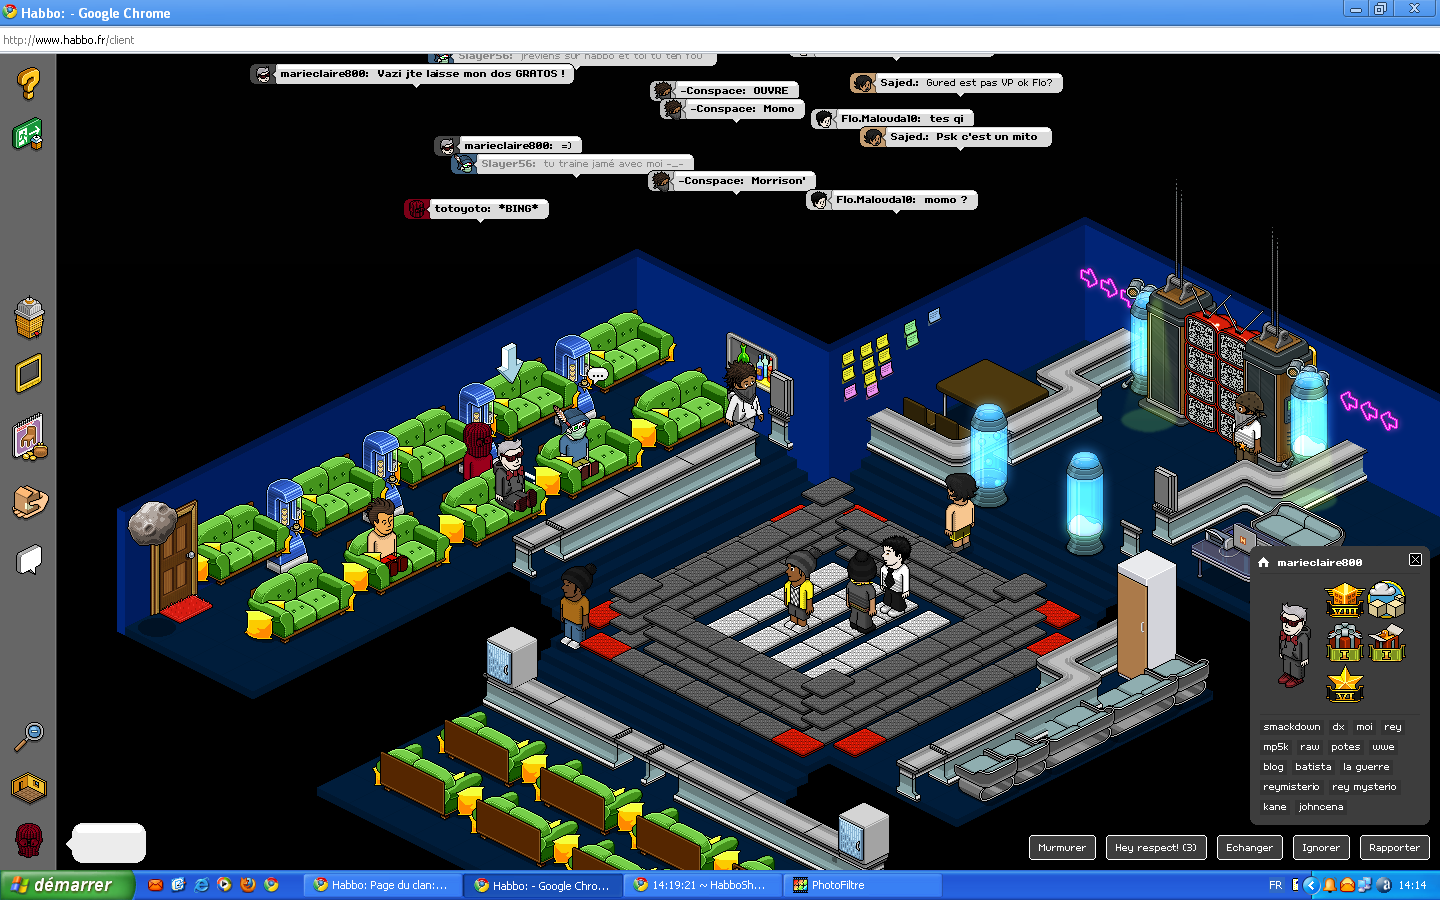 Habbo: - Google Chrome
http://www.habbo.fr/client
Slayer56: jreviens sur habbo et toi tu ten fou
marieclaire800: Vazi jte laisse mon dos GRATOS !
-Conspace: OUVRE
Sajed.: Gured est pas VP ok Flo?
-Conspace: Momo
Flo.Malouda10: tes qi
Sajed.: Psk c'est un mito
marieclaire800: =)
Slayer56: tu traine jamé avec moi -_-
-Conspace: Morrison'
Flo.Malouda10: momo ?
totoyoto: *BING*
...
marieclaire800
smackdown dx moi rey
mp5k raw potes wwe
blog batista la guerre
reymisterio rey mysterio
kane johncena
Murmurer Hey respect! (3) Echanger Ignorer Rapporter
démarrer
Habbo: Page du clan:...
Habbo: - Google Chro...
14:19:21 ~ HabboSh...
PhotoFiltre
FR
14:14